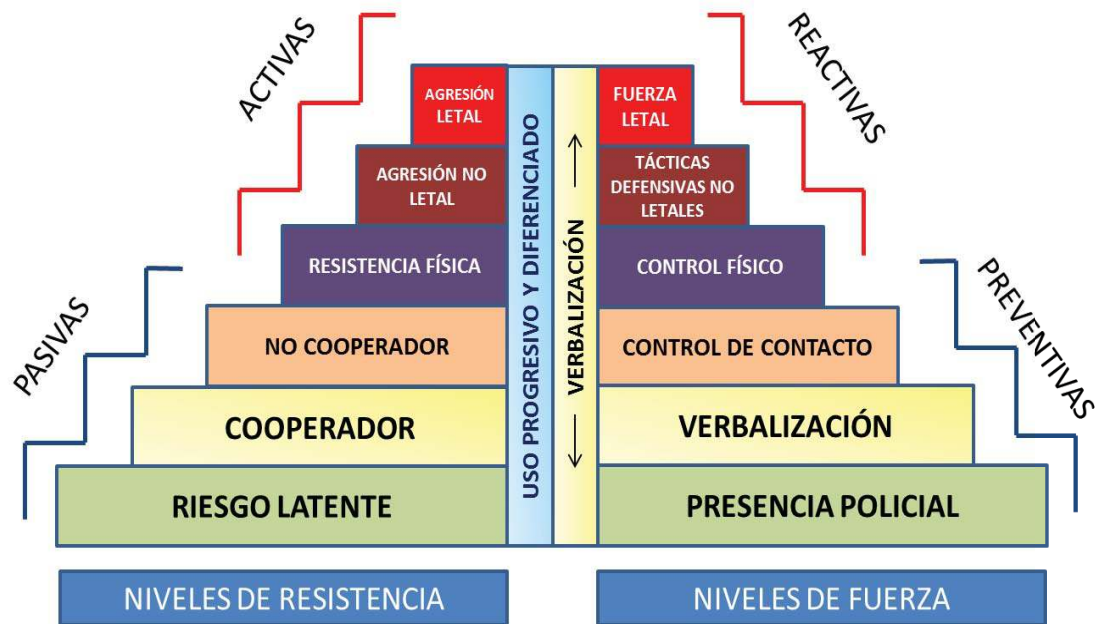 ACTIVAS
REACTIVAS
PASIVAS
PREVENTIVAS
AGRESIÓN
LETAL
AGRESIÓN NO
LETAL
RESISTENCIA FÍSICA
NO COOPERADOR
COOPERADOR
RIESGO LATENTE
USO PROGRESIVO Y DIFERENCIADO
VERBALIZACIÓN
FUERZA
LETAL
TÁCTICAS
DEFENSIVAS NO
LETALES
CONTROL FÍSICO
CONTROL DE CONTACTO
VERBALIZACIÓN
PRESENCIA POLICIAL
NIVELES DE RESISTENCIA
NIVELES DE FUERZA